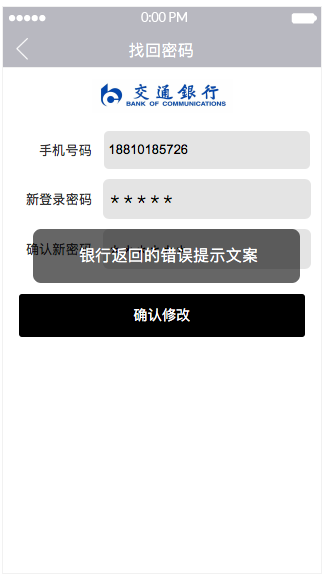 0:00 PM
找回密码
交通银行
BANK OF COMMUNICATIONS
手机号码 18810185726
新登录密码 *****
确认新密码
银行返回的错误提示文案
确认修改